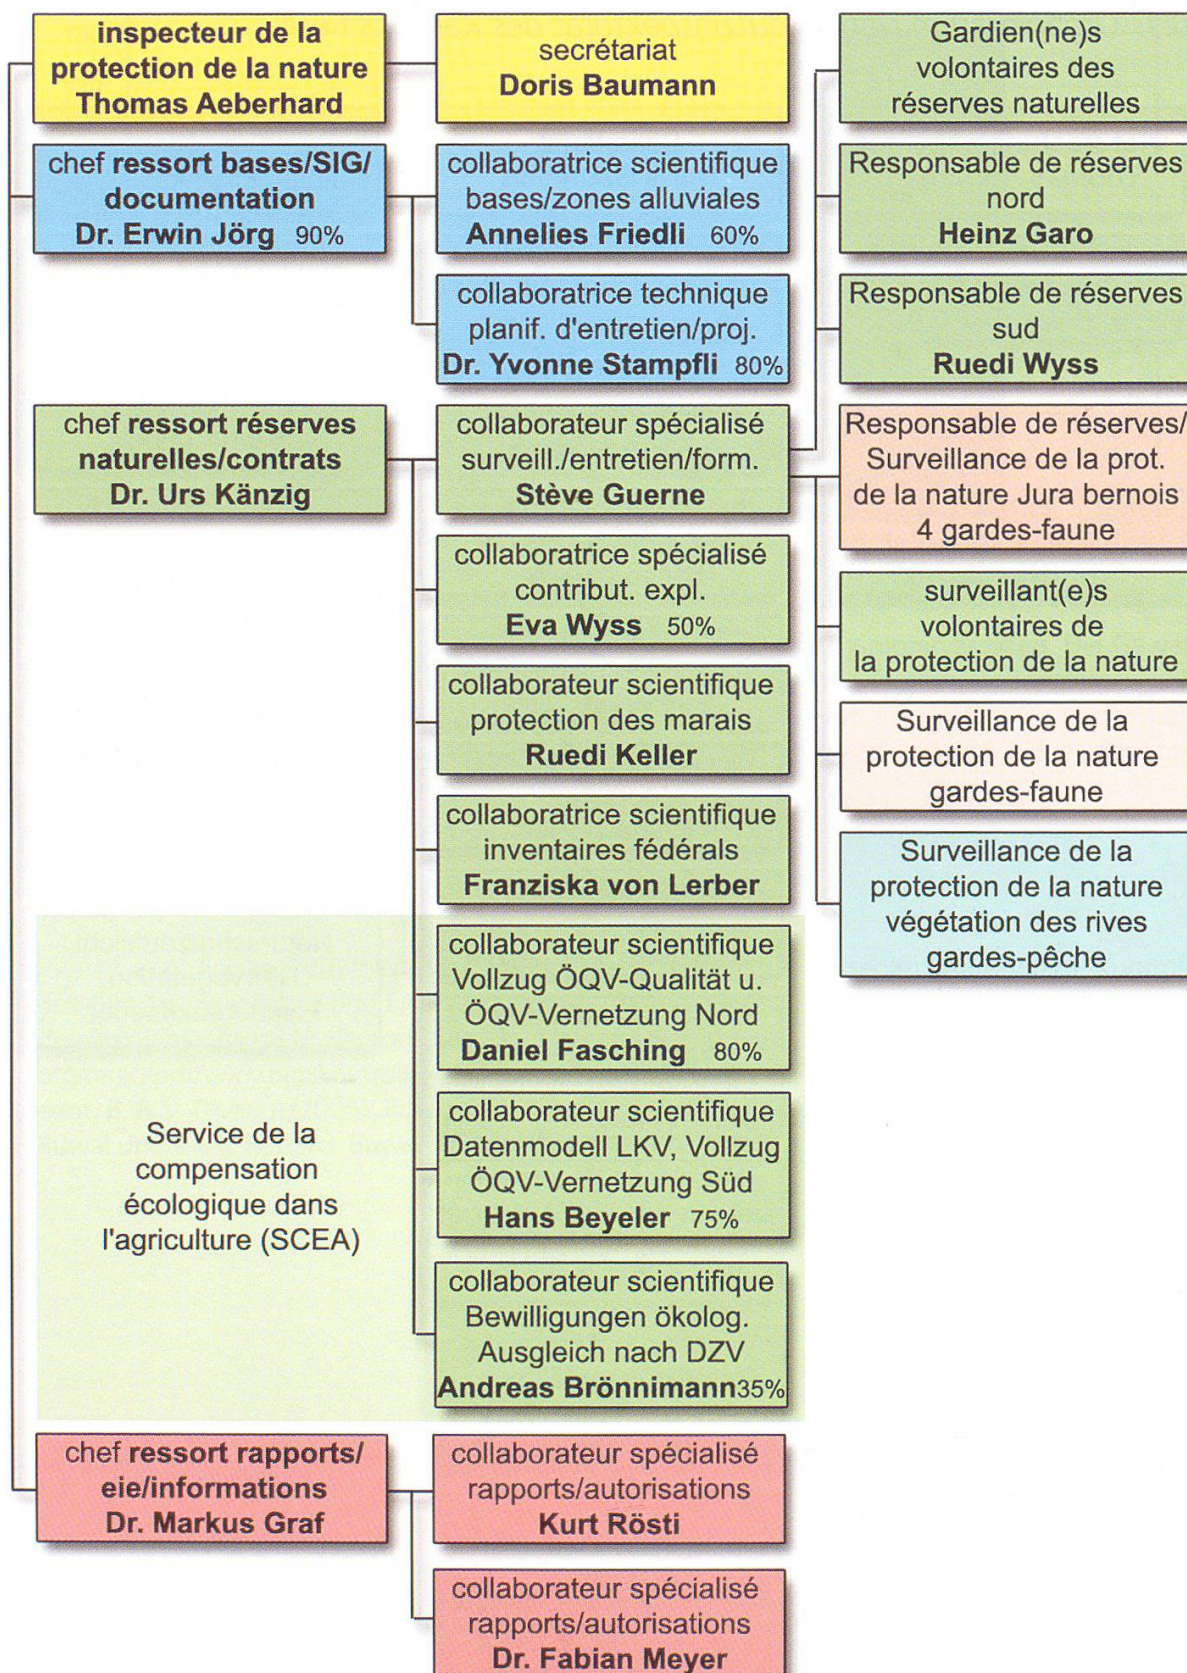 inspecteur de la
protection de la nature
Thomas Aeberhard
secrétariat
Doris Baumann
chef ressort bases/SIG/
documentation
Dr. Erwin Jörg 90%
collaboratrice scientifique
bases/zones alluviales
Annelies Friedli 60%
collaboratrice technique
planif. d'entretien/proj.
Dr. Yvonne Stampfli 80%
chef ressort réserves
naturelles/contrats
Dr. Urs Känzig
collaborateur spécialisé
surveill./entretien/form.
Stève Guerne
collaboratrice spécialisé
contribut. expl.
Eva Wyss 50%
collaborateur scientifique
protection des marais
Ruedi Keller
collaboratrice scientifique
inventaires fédérals
Franziska von Lerber
Service de la
compensation
écologique dans
l'agriculture (SCEA)
collaborateur scientifique
Vollzug ÖQV-Qualität u.
ÖQV-Vernetzung Nord
Daniel Fasching 80%
collaborateur scientifique
Datenmodell LKV, Vollzug
ÖQV-Vernetzung Süd
Hans Beyeler 75%
collaborateur scientifique
Bewilligungen ökolog.
Ausgleich nach DZV
Andreas Brönnimann35%
chef ressort rapports/
eie/informations
Dr. Markus Graf
collaborateur spécialisé
rapports/autorisations
Kurt Rösti
collaborateur spécialisé
rapports/autorisations
Dr. Fabian Meyer
Gardien(ne)s
volontaires des
réserves naturelles
Responsable de réserves
nord
Heinz Garo
Responsable de réserves
sud
Ruedi Wyss
Responsable de réserves/
Surveillance de la prot.
de la nature Jura bernois
4 gardes-faune
surveillant(e)s
volontaires de
la protection de la nature
Surveillance de la
protection de la nature
gardes-faune
Surveillance de la
protection de la nature
végétation des rives
gardes-pêche